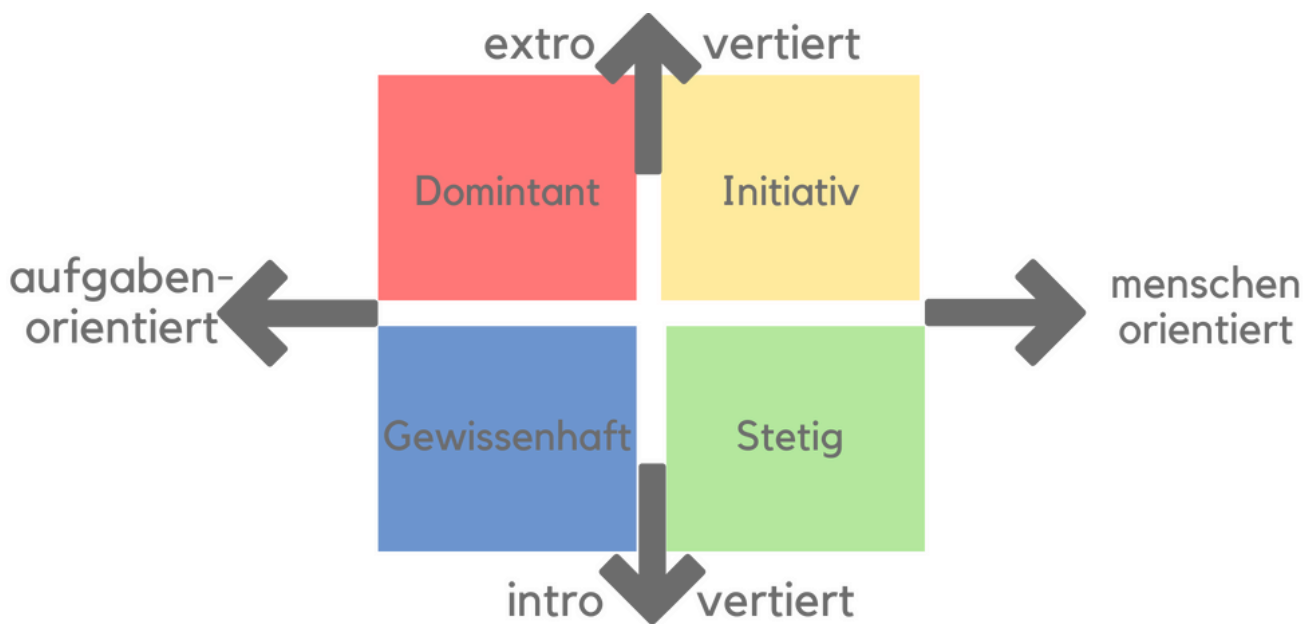 extro vertiert
Domintant
Initiativ
aufgaben-
orientiert
menschen
orientiert
Gewissenhaft
Stetig
intro vertiert